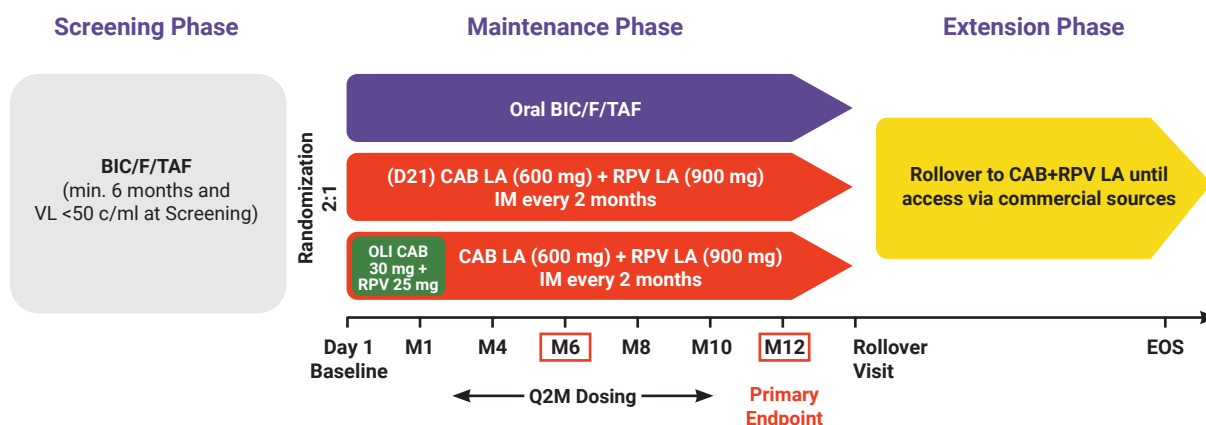 Screening Phase
Maintenance Phase
Extension Phase
BIC/F/TAF
(min. 6 months and
VL <50 c/ml at Screening)
Randomization
2:1
Oral BIC/F/TAF
(D21) CAB LA (600 mg) + RPV LA (900 mg)
IM every 2 months
OLI CAB
30 mg +
RPV 25 mg
CAB LA (600 mg) + RPV LA (900 mg)
IM every 2 months
Rollover to CAB+RPV LA until
access via commercial sources
Day 1
Baseline
M1
M4
M6
M8
M10
M12
Rollover
Visit
EOS
Q2M Dosing
Primary
Endpoint